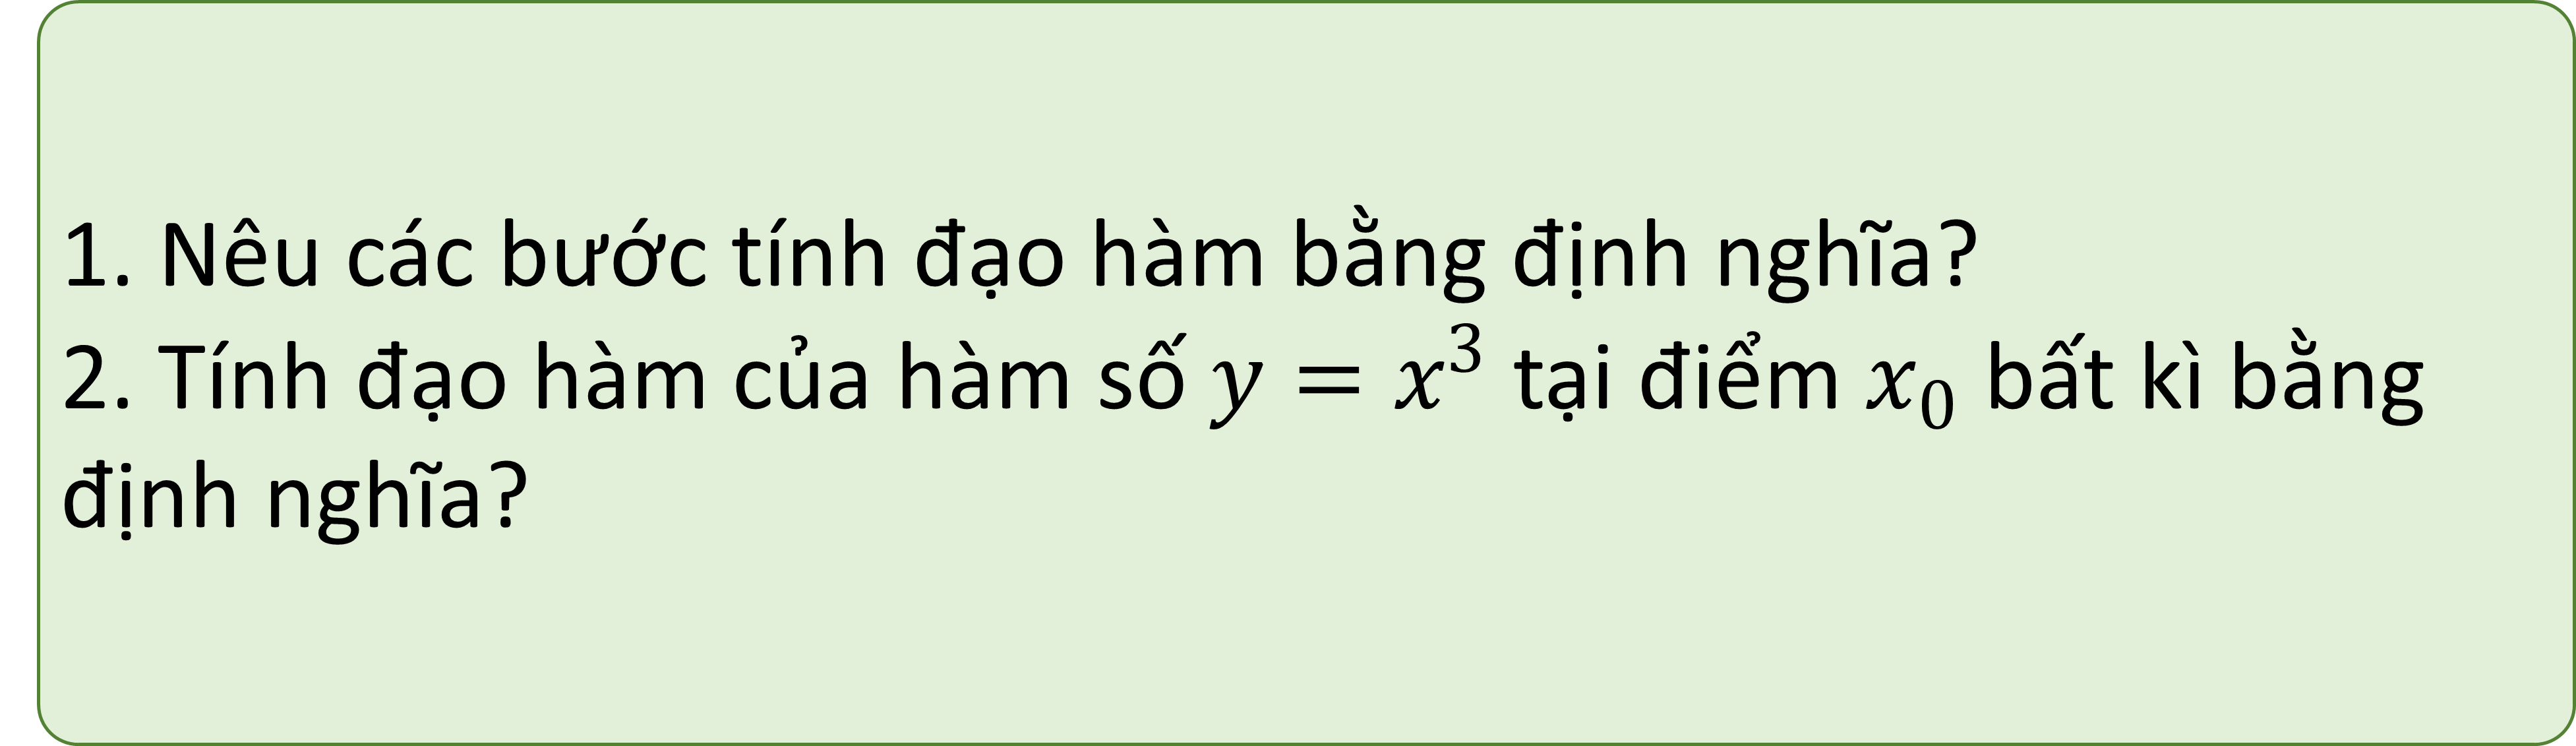 1. Nêu các bước tính đạo hàm bằng định nghĩa?
2. Tính đạo hàm của hàm số y = x³ tại điểm x₀ bất kì bằng
định nghĩa?